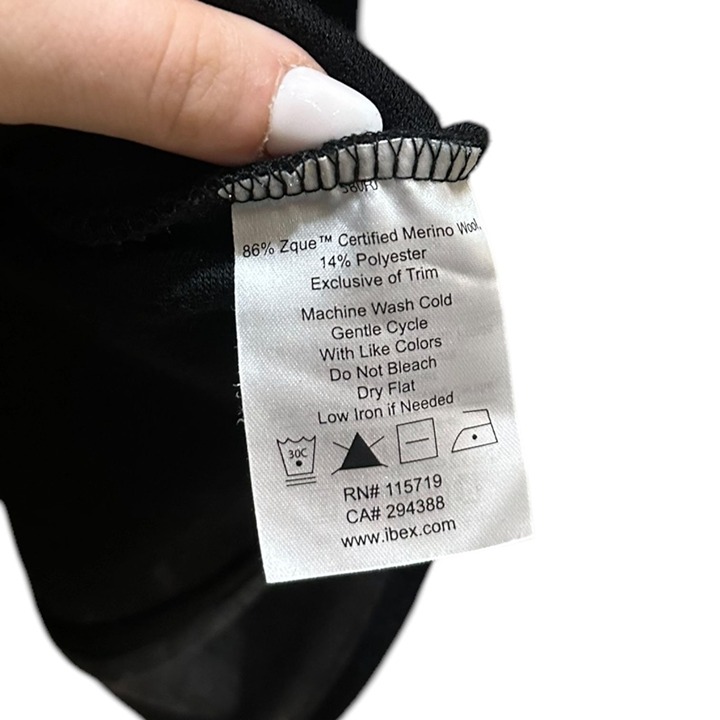 86% Zque™ Certified Merino Wool,
14% Polyester
Exclusive of Trim
Machine Wash Cold
Gentle Cycle
With Like Colors
Do Not Bleach
Dry Flat
Low Iron if Needed
30C
RN# 115719
CA# 294388
www.ibex.com